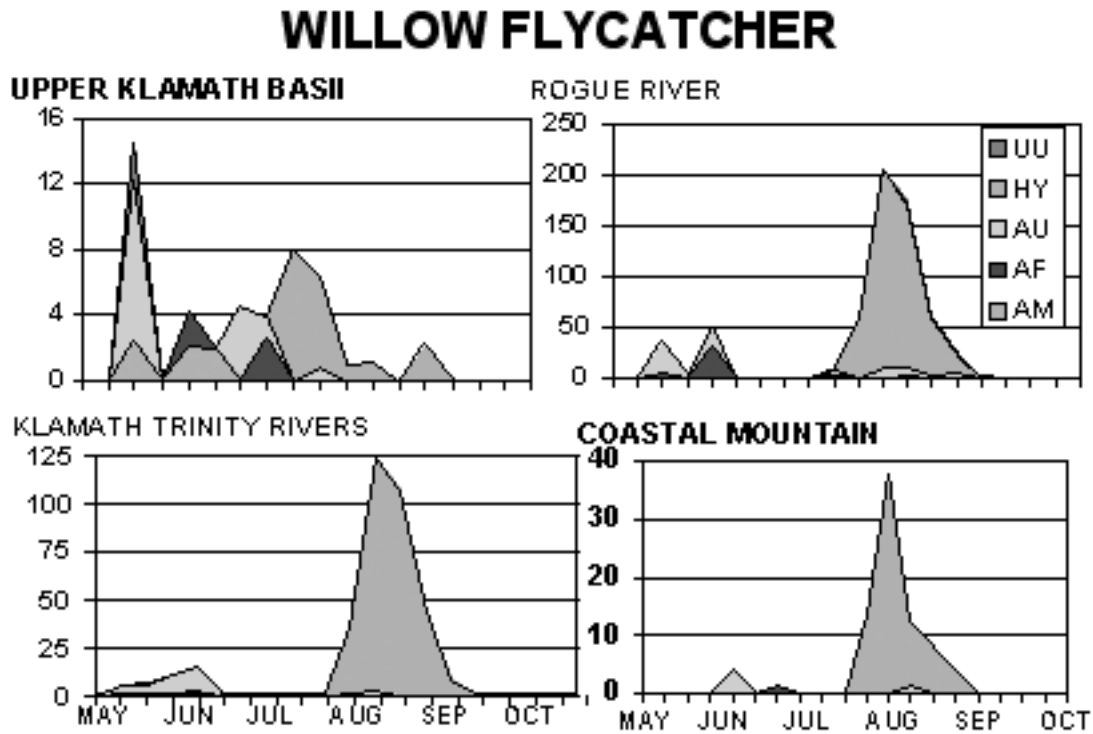 WILLOW FLYCATCHER
UPPER KLAMATH BASII
16
12
8
4
0
ROGUE RIVER
250
200
150
100
50
0
UU
HY
AU
AF
AM
KLAMATH TRINITY RIVERS
125
100
75
50
25
0
MAY JUN JUL AUG SEP OCT
COASTAL MOUNTAIN
40
30
20
10
0
MAY JUN JUL AUG SEP OCT